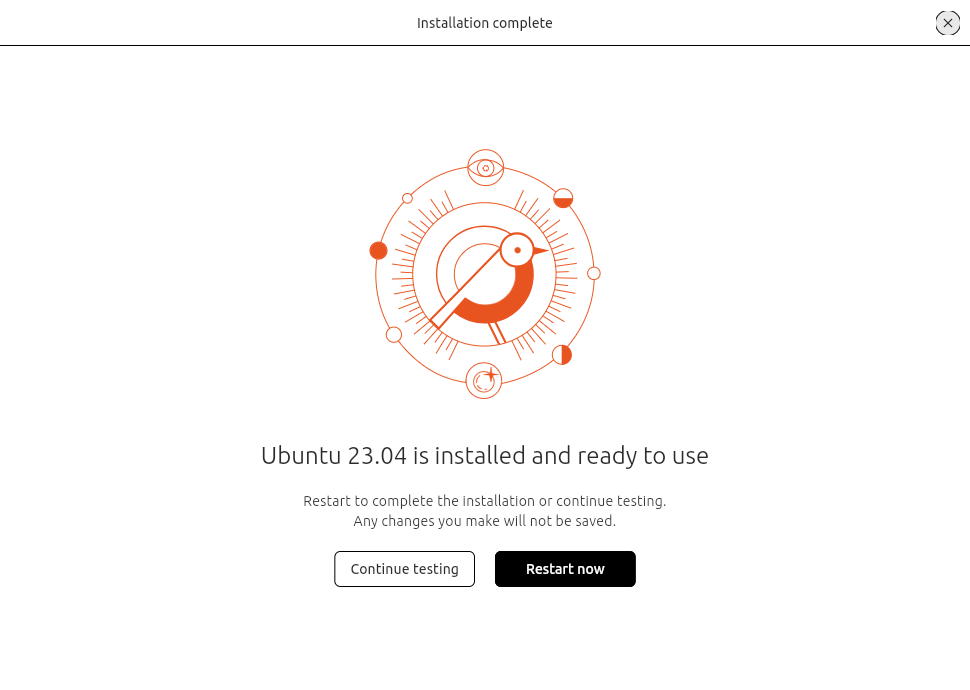 Installation complete
Ubuntu 23.04 is installed and ready to use
Restart to complete the installation or continue testing.
Any changes you make will not be saved.
Continue testing
Restart now